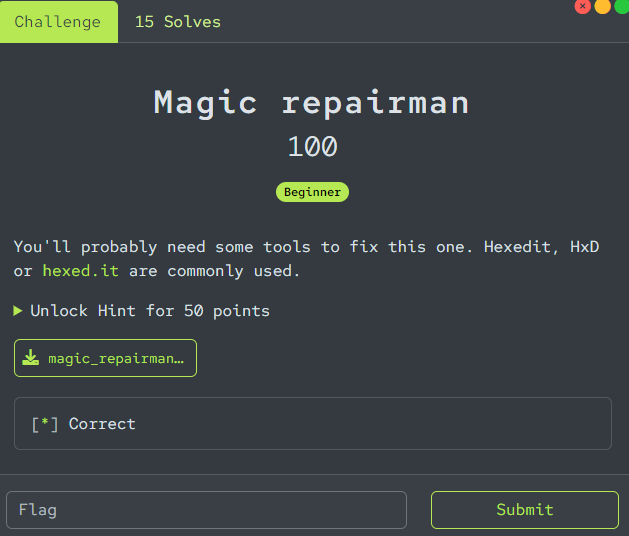 Challenge
15 Solves
Magic repairman
100
Beginner
You'll probably need some tools to fix this one. Hexedit, HxD
or hexed.it are commonly used.
Unlock Hint for 50 points
magic_repairman…
[*] Correct
Flag
Submit